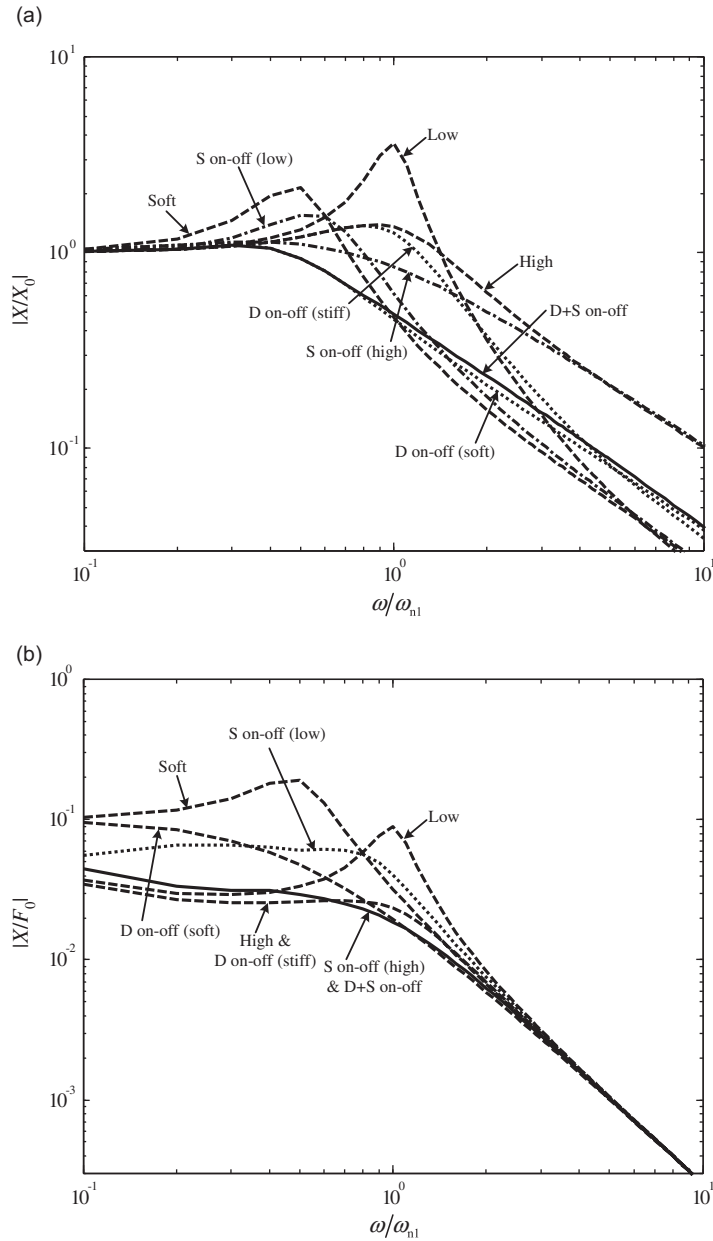 (a)
10^1
10^0
10^-1
|X/X_0|
Low
S on-off (low)
Soft
High
D on-off (stiff)
D+S on-off
S on-off (high)
D on-off (soft)
10^-1
10^0
10^1
ω/ω_n1
(b)
10^0
10^-1
10^-2
10^-3
|X/F_0|
S on-off (low)
Soft
Low
D on-off (soft)
High &
D on-off (stiff)
S on-off (high)
& D+S on-off
10^-1
10^0
10^1
ω/ω_n1